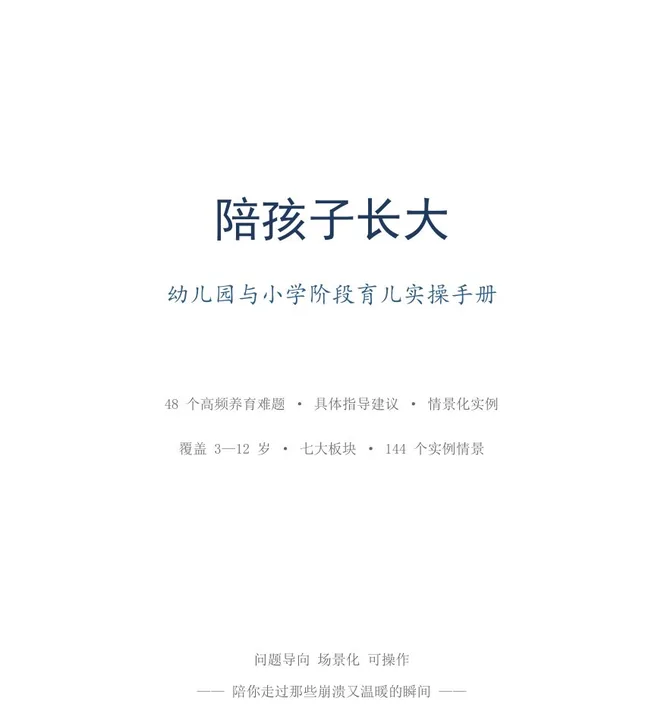 陪孩子长大
幼儿园与小学阶段育儿实操手册
48 个高频养育难题 • 具体指导建议 • 情景化实例
覆盖 3—12 岁 • 七大板块 • 144 个实例情景
问题导向 场景化 可操作
—— 陪你走过那些崩溃又温暖的瞬间 ——